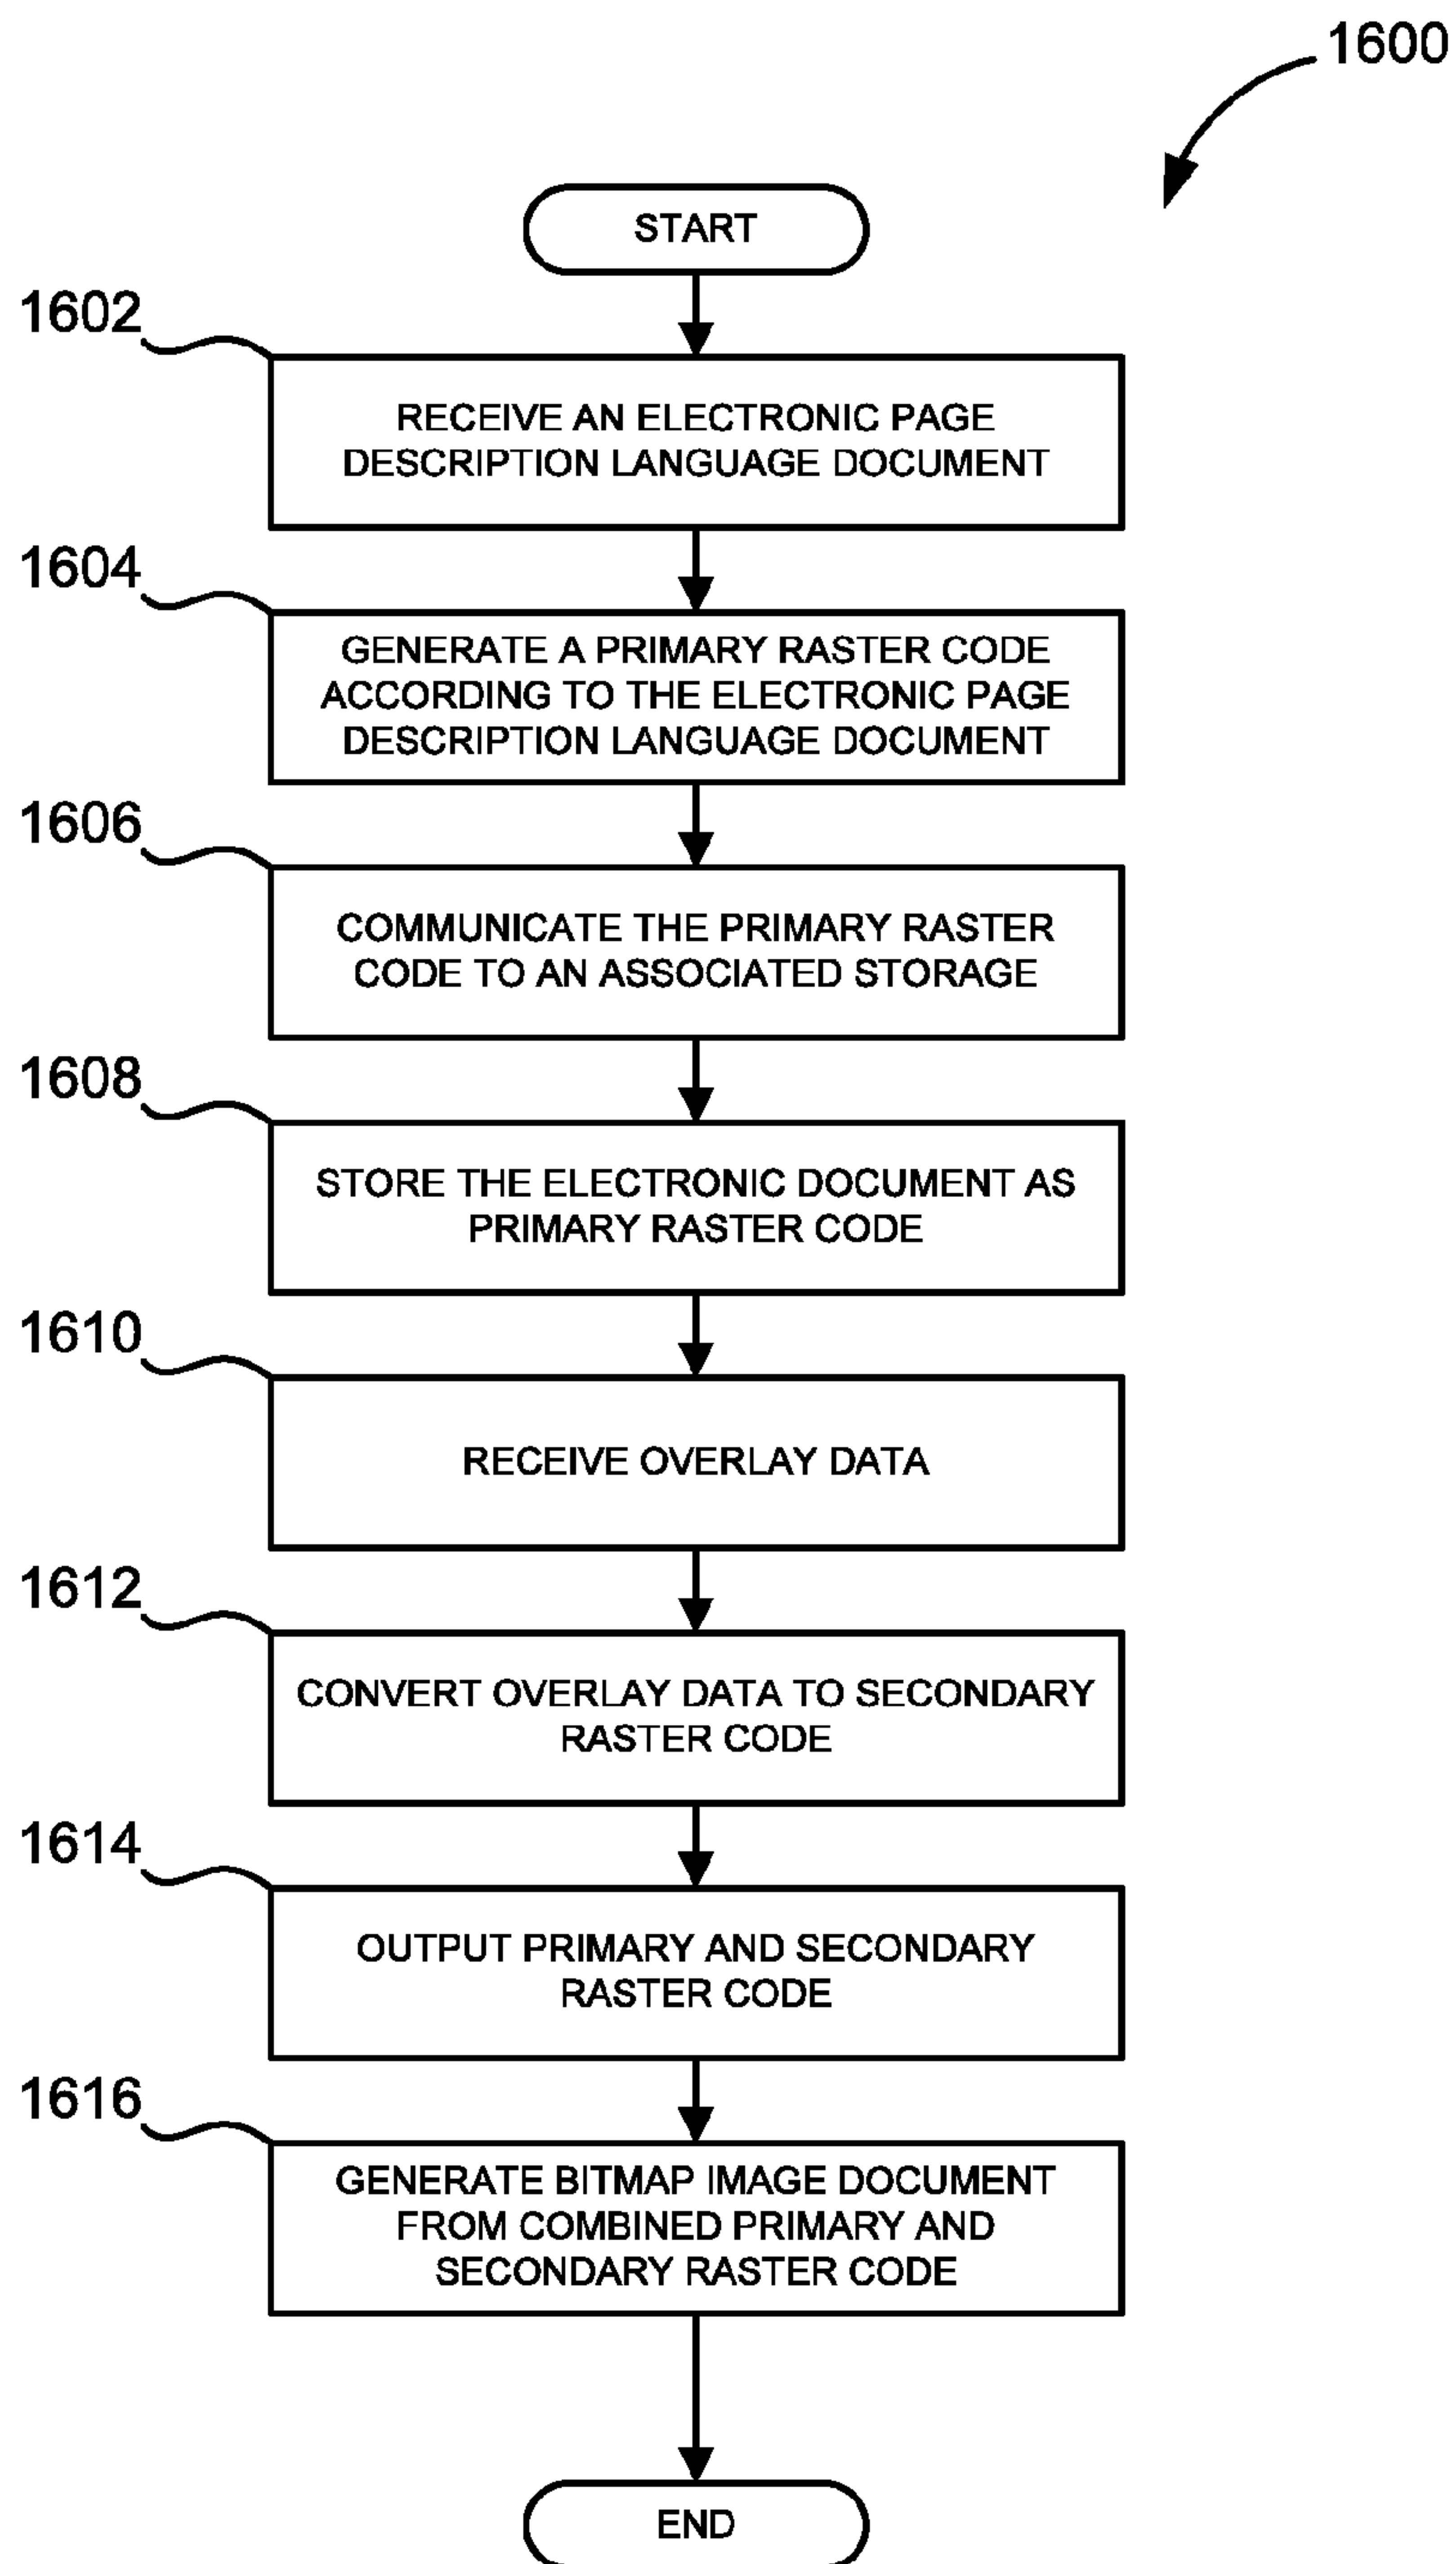 1600
START
1602
RECEIVE AN ELECTRONIC PAGE
DESCRIPTION LANGUAGE DOCUMENT
1604
GENERATE A PRIMARY RASTER CODE
ACCORDING TO THE ELECTRONIC PAGE
DESCRIPTION LANGUAGE DOCUMENT
1606
COMMUNICATE THE PRIMARY RASTER
CODE TO AN ASSOCIATED STORAGE
1608
STORE THE ELECTRONIC DOCUMENT AS
PRIMARY RASTER CODE
1610
RECEIVE OVERLAY DATA
1612
CONVERT OVERLAY DATA TO SECONDARY
RASTER CODE
1614
OUTPUT PRIMARY AND SECONDARY
RASTER CODE
1616
GENERATE BITMAP IMAGE DOCUMENT
FROM COMBINED PRIMARY AND
SECONDARY RASTER CODE
END